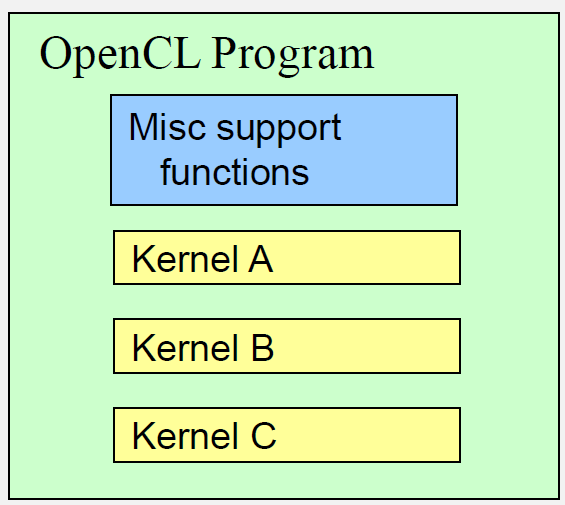 OpenCL Program
Misc support
functions
Kernel A
Kernel B
Kernel C